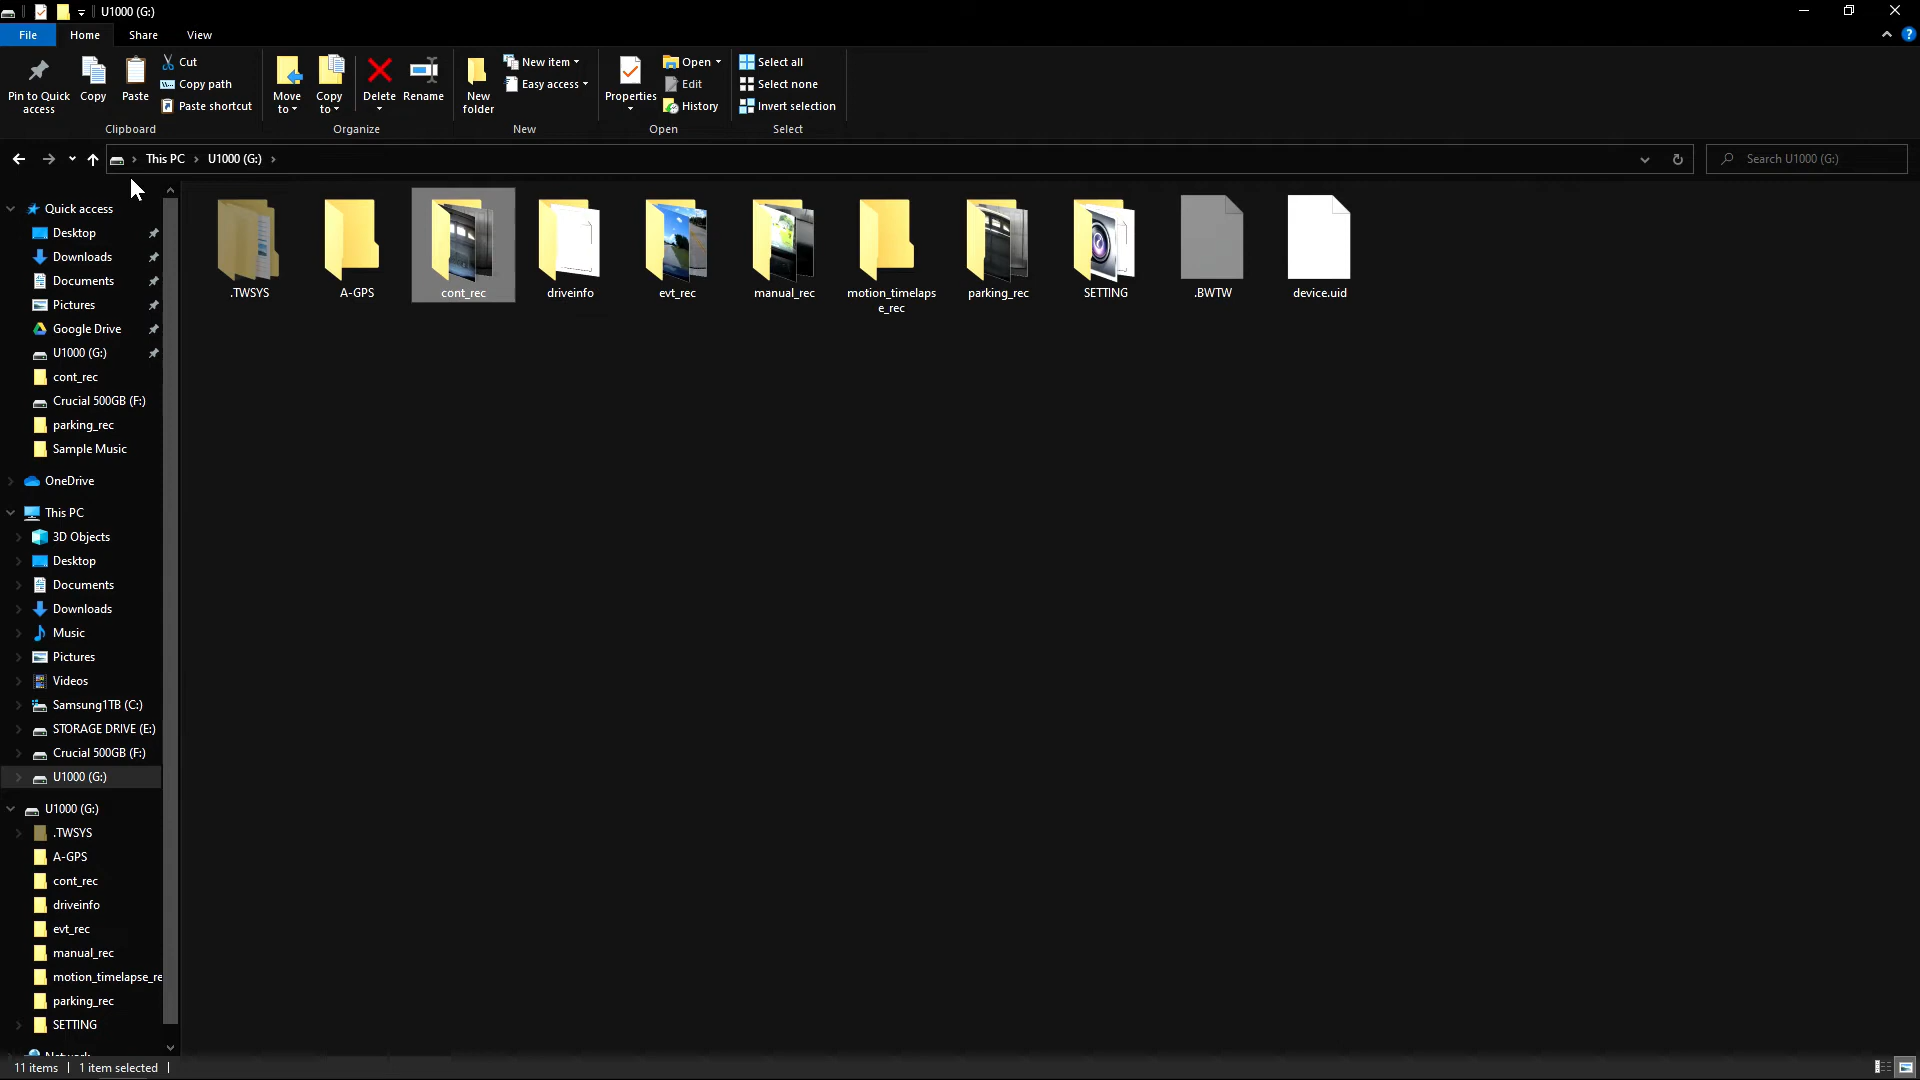 U1000 (G:)
File Home Share View
Pin to Quick access
Copy
Paste
Cut
Copy path
Paste shortcut
Clipboard
Move to
Copy to
Delete
Rename
Organize
New folder
New item
Easy access
New
Properties
Open
Edit
History
Open
Select all
Select none
Invert selection
Select
This PC U1000 (G:)
Search U1000 (G:)
Quick access
Desktop
Downloads
Documents
Pictures
Google Drive
U1000 (G:)
cont_rec
Crucial 500GB (F:)
parking_rec
Sample Music
OneDrive
This PC
3D Objects
Desktop
Documents
Downloads
Music
Pictures
Videos
Samsung1TB (C:)
STORAGE DRIVE (E:)
Crucial 500GB (F:)
U1000 (G:)
U1000 (G:)
.TWSYS
A-GPS
cont_rec
driveinfo
evt_rec
manual_rec
motion_timelapse_re
parking_rec
SETTING
.TWSYS
A-GPS
cont_rec
driveinfo
evt_rec
manual_rec
motion_timelaps
e_rec
parking_rec
SETTING
.BWTW
device.uid
11 items 1 item selected